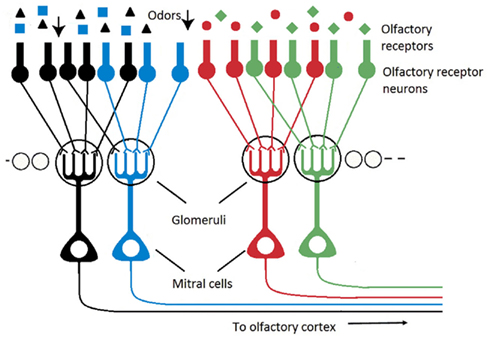 Odors
Olfactory
receptors
Olfactory receptor
neurons
Glomeruli
Mitral cells
To olfactory cortex